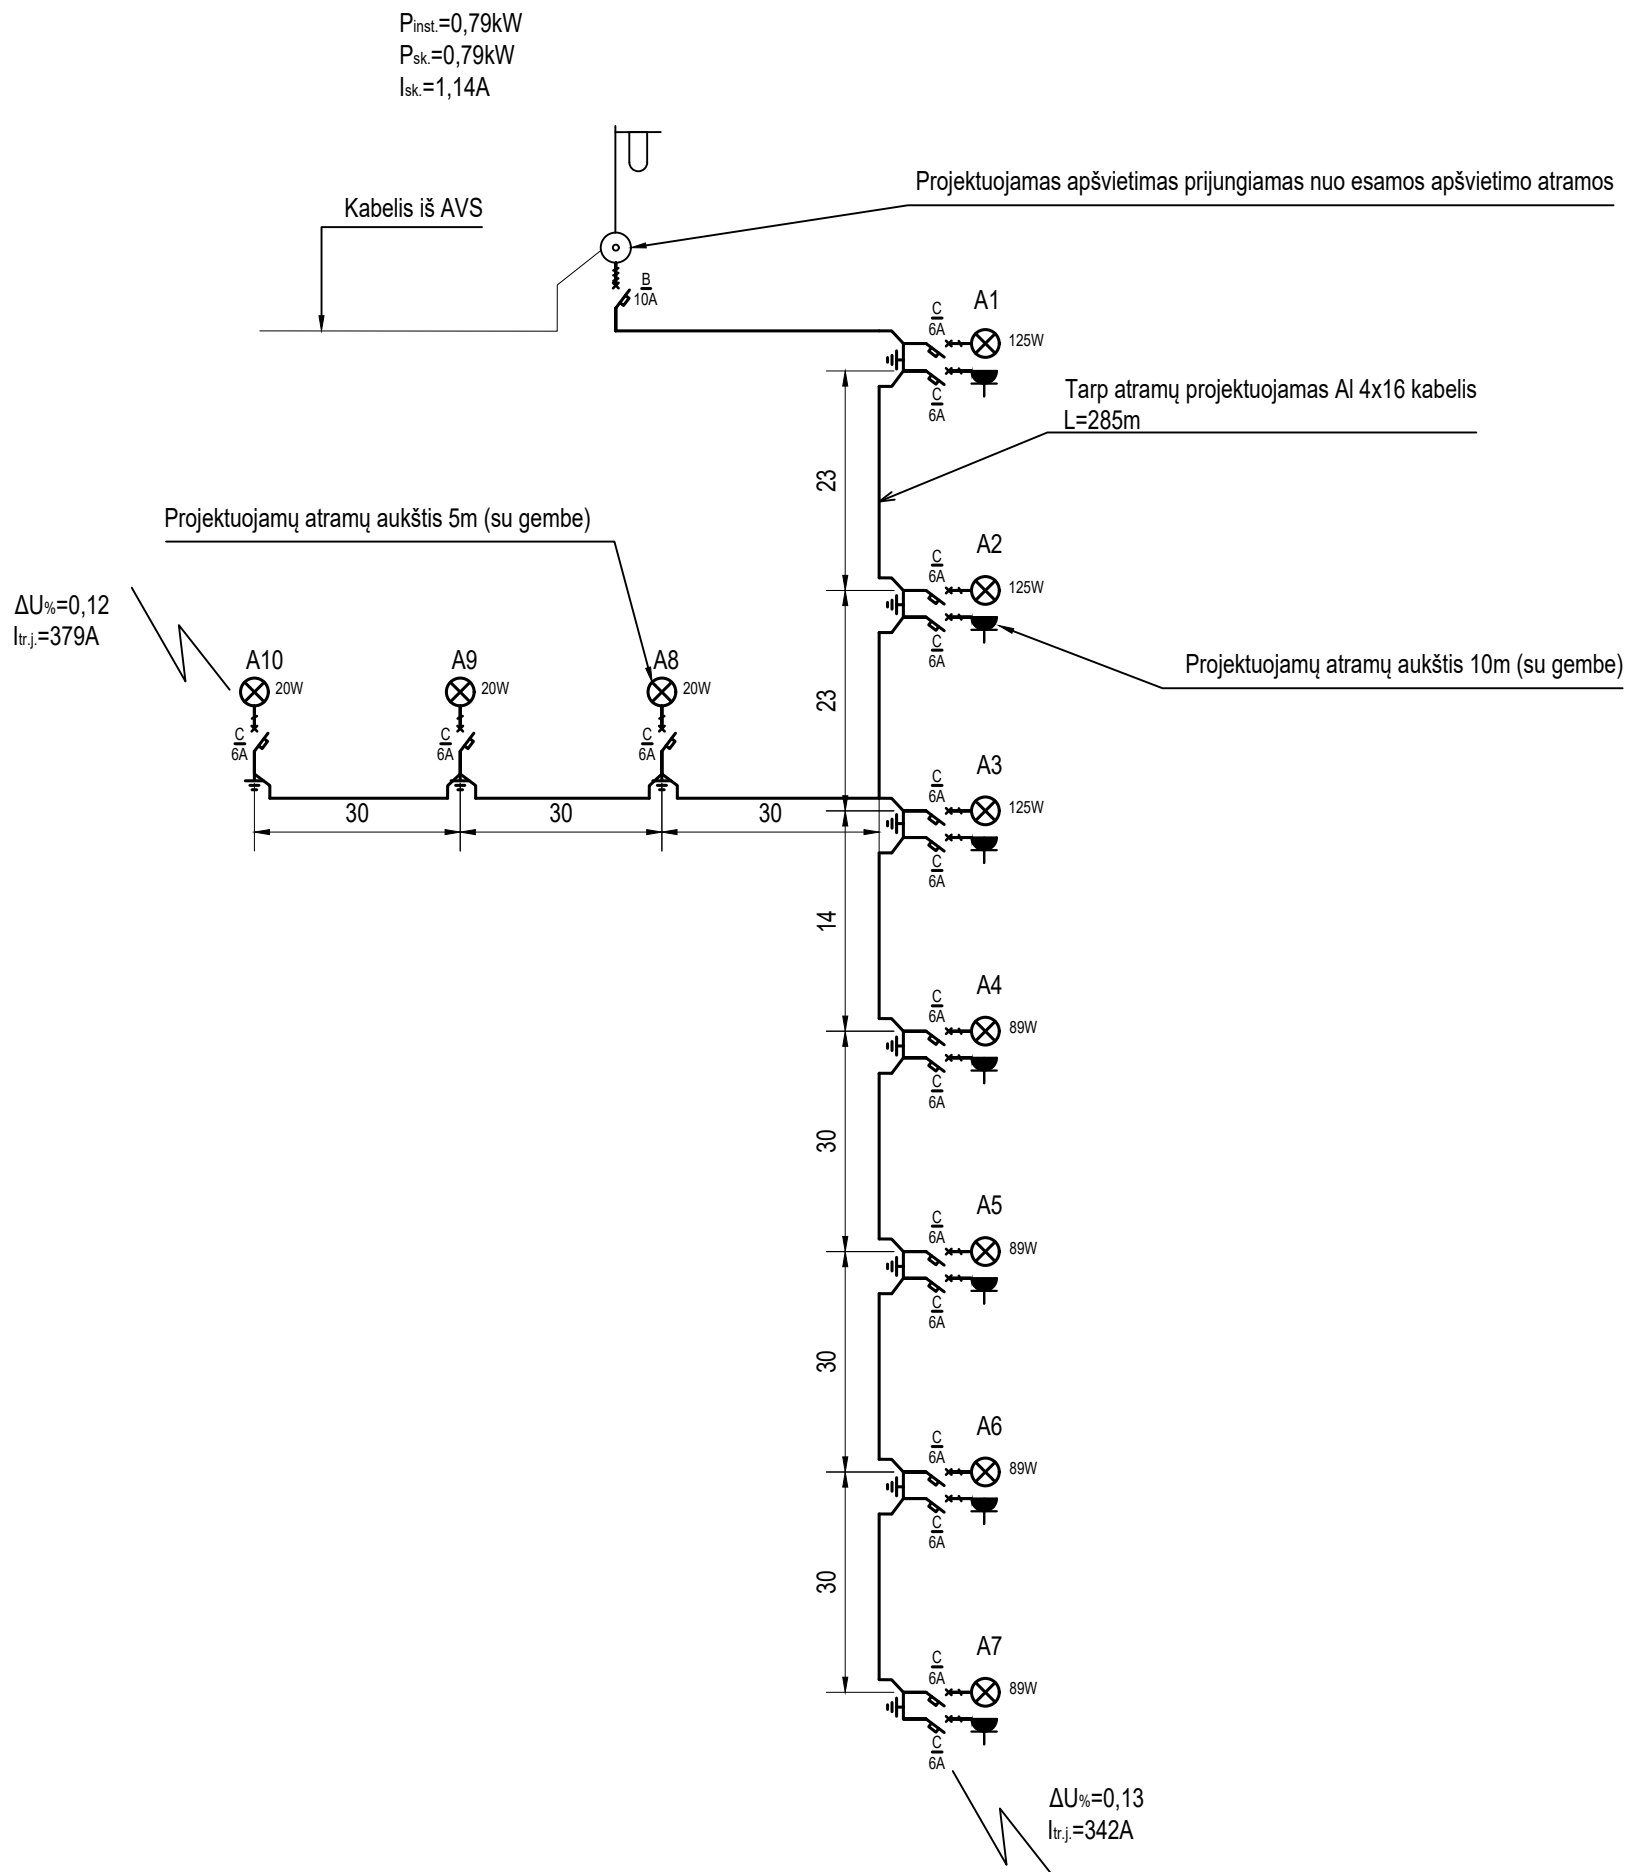 Pinst.=0,79kW
Psk.=0,79kW
Isk.=1,14A
Projektuojamas apšvietimas prijungiamas nuo esamos apšvietimo atramos
Kabelis iš AVS
B
10A
A1
C
6A
125W
C
6A
Tarp atramų projektuojamas Al 4x16 kabelis
L=285m
23
Projektuojamų atramų aukštis 5m (su gembe)
A2
C
6A
125W
C
6A
Projektuojamų atramų aukštis 10m (su gembe)
ΔU%=0,12
Itr.j.=379A
A10
20W
C
6A
A9
20W
C
6A
A8
20W
C
6A
23
30
30
30
A3
C
6A
125W
C
6A
14
A4
C
6A
89W
C
6A
30
A5
C
6A
89W
C
6A
30
A6
C
6A
89W
C
6A
30
A7
C
6A
89W
C
6A
ΔU%=0,13
Itr.j.=342A